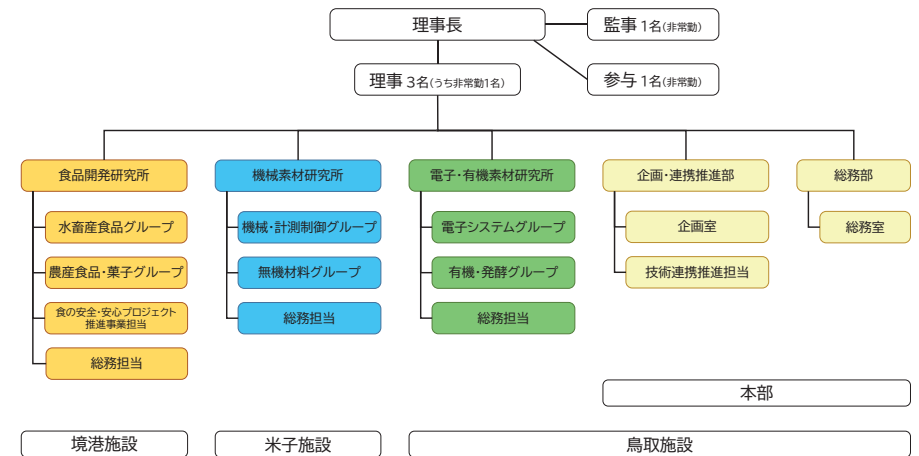 理事長
監事 1名(非常勤)
理事 3名(うち非常勤1名)
参与 1名(非常勤)
食品開発研究所
水畜産食品グループ
農産食品・菓子グループ
食の安全・安心プロジェクト
推進事業担当
総務担当
機械素材研究所
機械・計測制御グループ
無機材料グループ
総務担当
電子・有機素材研究所
電子システムグループ
有機・発酵グループ
総務担当
企画・連携推進部
企画室
技術連携推進担当
総務部
総務室
本部
境港施設
米子施設
鳥取施設